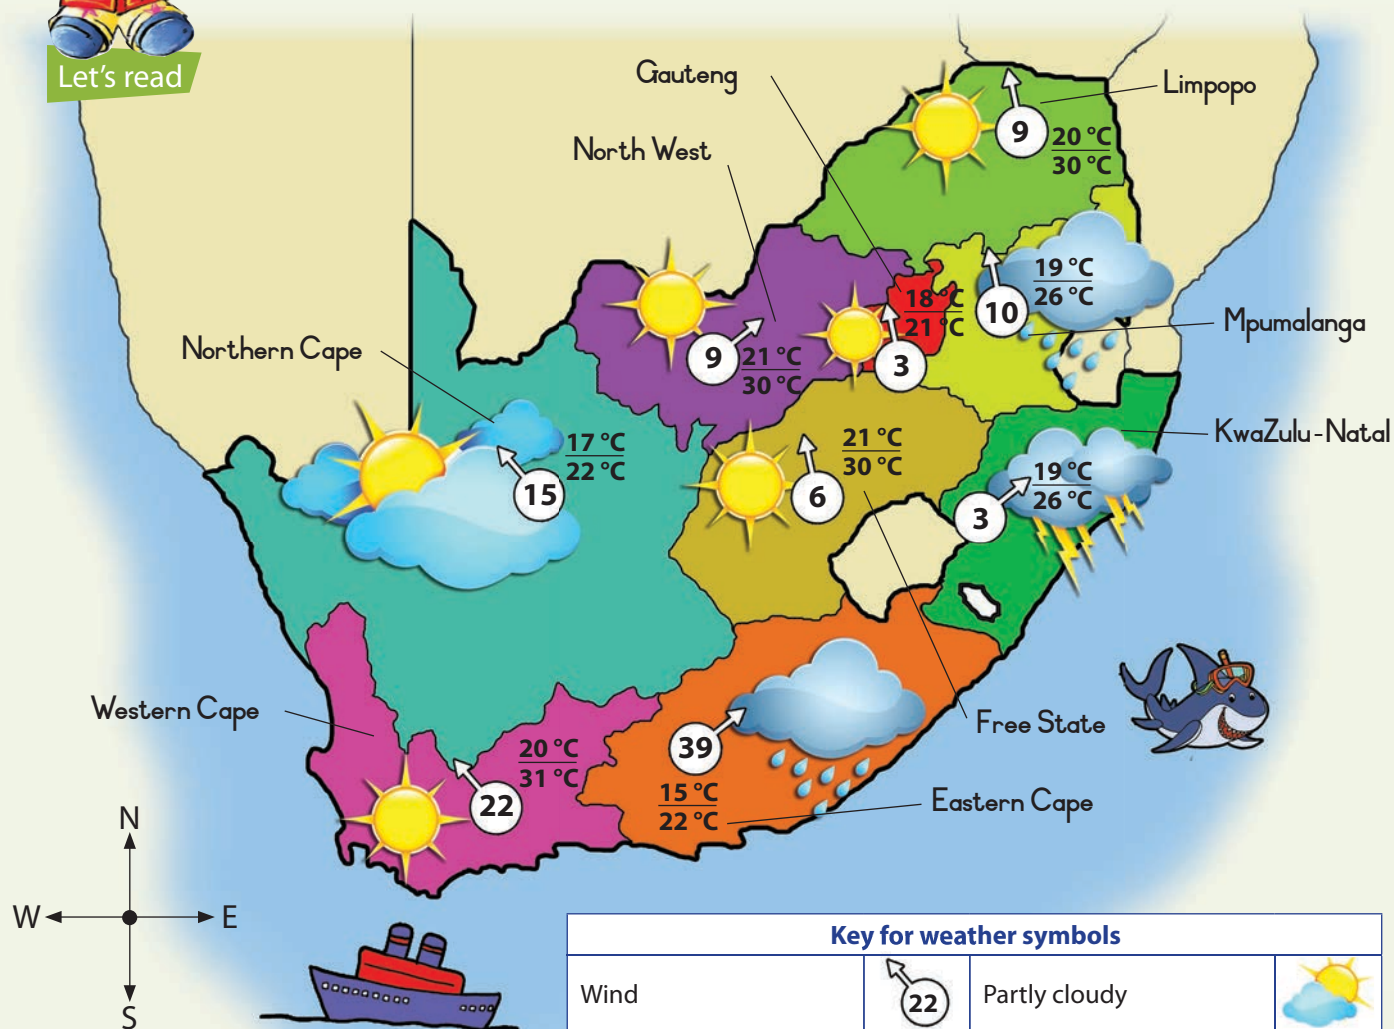 Let's read
Gauteng
Limpopo
9
20 °C
30 °C
North West
19 °C
26 °C
10
18 °C
21 °C
3
Mpumalanga
9
21 °C
30 °C
Northern Cape
17 °C
22 °C
15
21 °C
30 °C
6
KwaZulu-Natal
19 °C
26 °C
3
Western Cape
20 °C
31 °C
22
39
15 °C
22 °C
Free State
Eastern Cape
N
W
E
S
Key for weather symbols
Wind
22
Partly cloudy